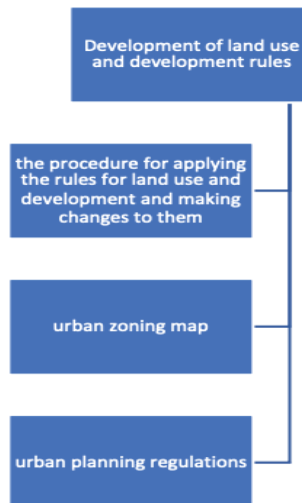 Development of land use
and development rules
the procedure for applying
the rules for land use and
development and making
changes to them
urban zoning map
urban planning regulations